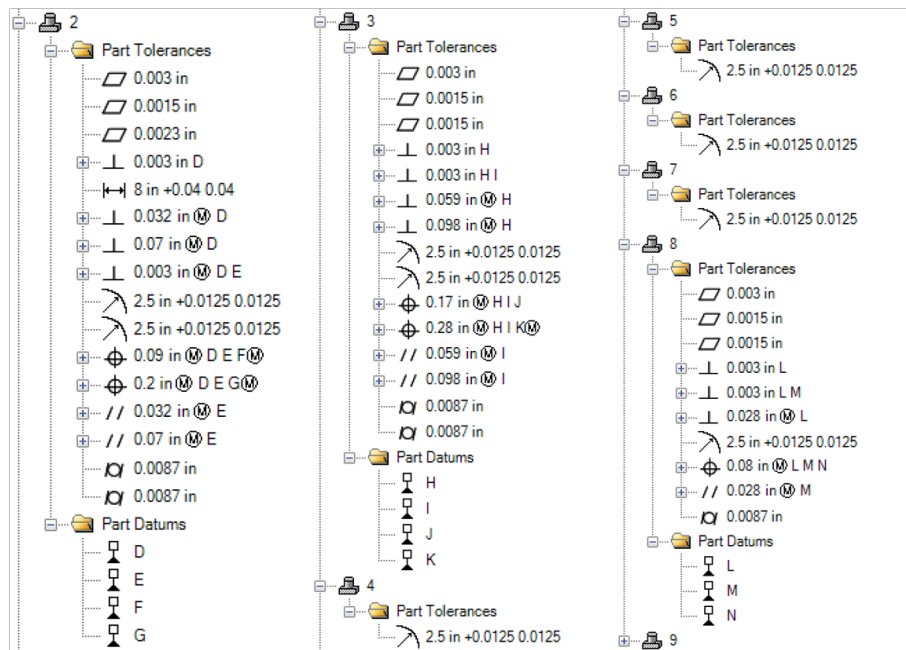 2
Part Tolerances
0.003 in
0.0015 in
0.0023 in
0.003 in D
8 in +0.04 0.04
0.032 in Ⓜ D
0.07 in Ⓜ D
0.003 in Ⓜ D E
2.5 in +0.0125 0.0125
2.5 in +0.0125 0.0125
0.09 in Ⓜ D E FⓂ
0.2 in Ⓜ D E GⓂ
0.032 in Ⓜ E
0.07 in Ⓜ E
0.0087 in
0.0087 in
Part Datums
D
E
F
G
3
Part Tolerances
0.003 in
0.0015 in
0.0015 in
0.003 in H
0.003 in H I
0.059 in Ⓜ H
0.098 in Ⓜ H
2.5 in +0.0125 0.0125
2.5 in +0.0125 0.0125
0.17 in Ⓜ H I J
0.28 in Ⓜ H I KⓂ
0.059 in Ⓜ I
0.098 in Ⓜ I
0.0087 in
0.0087 in
Part Datums
H
I
J
K
4
Part Tolerances
2.5 in +0.0125 0.0125
5
Part Tolerances
2.5 in +0.0125 0.0125
6
Part Tolerances
2.5 in +0.0125 0.0125
7
Part Tolerances
2.5 in +0.0125 0.0125
8
Part Tolerances
0.003 in
0.0015 in
0.0015 in
0.003 in L
0.003 in L M
0.028 in Ⓜ L
2.5 in +0.0125 0.0125
0.08 in Ⓜ L M N
0.028 in Ⓜ M
0.0087 in
Part Datums
L
M
N
9